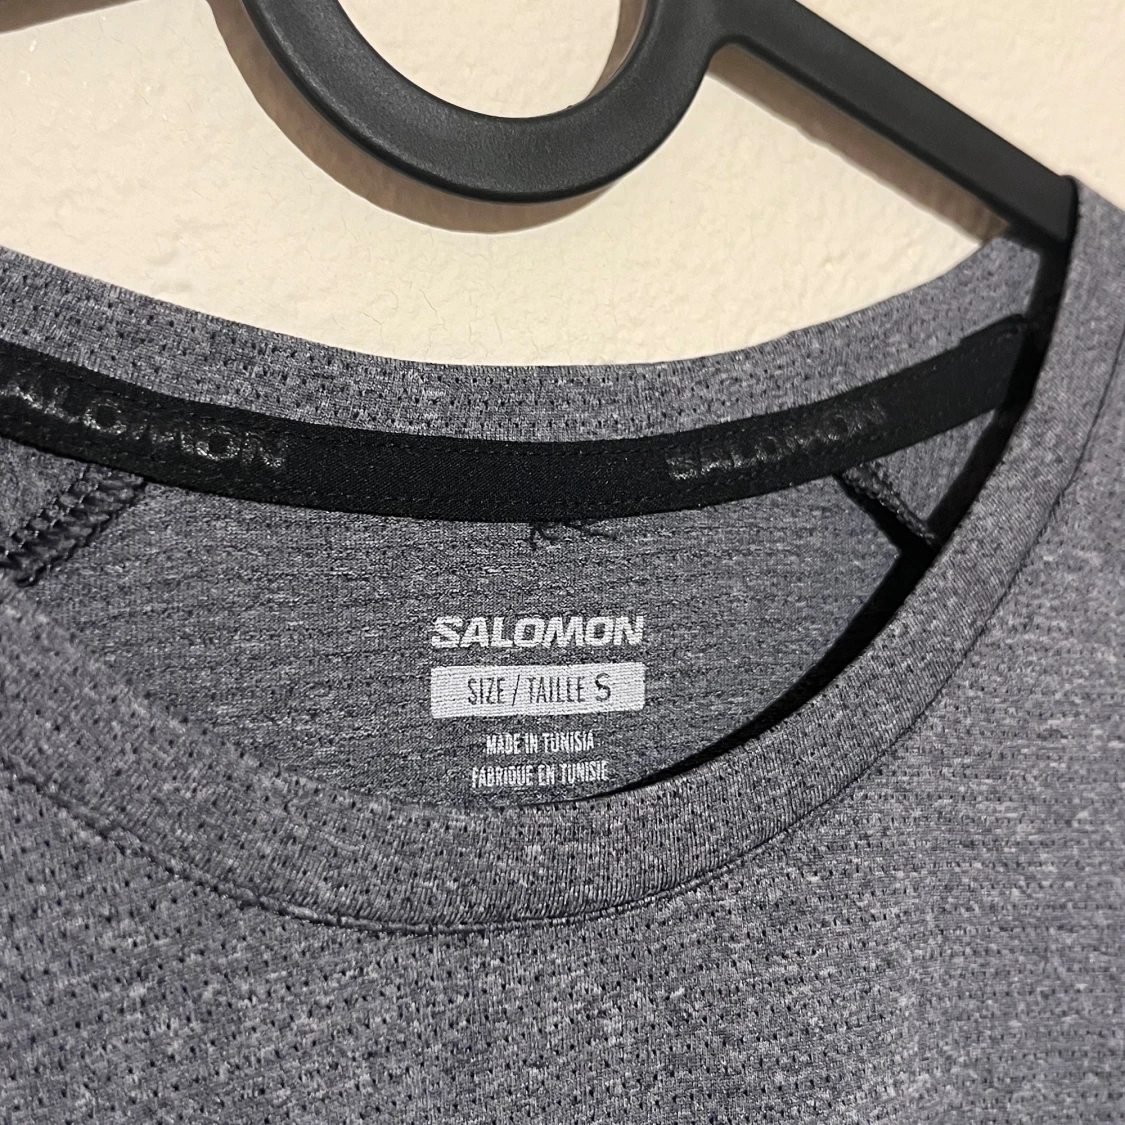 SALOMON
SALOMON
SALOMON
SIZE / TAILLE S
MADE IN TUNISIA
FABRIQUE EN TUNISIE